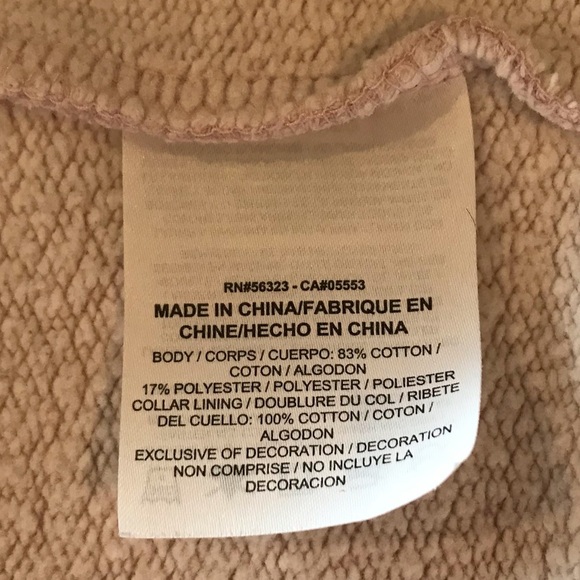 RN#56323 - CA#05553
MADE IN CHINA/FABRIQUE EN
CHINE/HECHO EN CHINA
BODY / CORPS / CUERPO: 83% COTTON /
COTON / ALGODON
17% POLYESTER / POLYESTER / POLIESTER
COLLAR LINING / DOUBLURE DU COL / RIBETE
DEL CUELLO: 100% COTTON / COTON /
ALGODON
EXCLUSIVE OF DECORATION / DECORATION
NON COMPRISE / NO INCLUYE LA
DECORACION